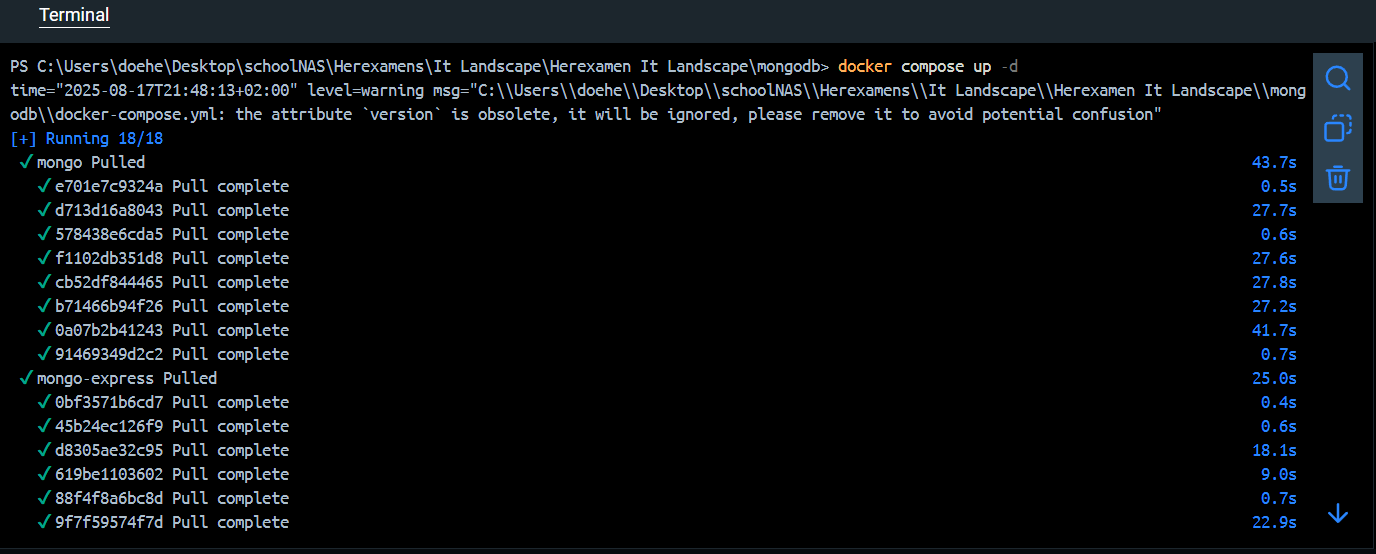 Terminal
PS C:\Users\doehe\Desktop\schoolNAS\Herexamens\It Landscape\Herexamen It Landscape\mongodb> docker compose up -d
time="2025-08-17T21:48:13+02:00" level=warning msg="C:\\Users\\doehe\\Desktop\\schoolNAS\\Herexamens\\It Landscape\\Herexamen It Landscape\\mong
odb\\docker-compose.yml: the attribute `version` is obsolete, it will be ignored, please remove it to avoid potential confusion"
[+] Running 18/18
✓ mongo Pulled 43.7s
✓ e701e7c9324a Pull complete 0.5s
✓ d713d16a8043 Pull complete 27.7s
✓ 578438e6cda5 Pull complete 0.6s
✓ f1102db351d8 Pull complete 27.6s
✓ cb52df844465 Pull complete 27.8s
✓ b71466b94f26 Pull complete 27.2s
✓ 0a07b2b41243 Pull complete 41.7s
✓ 91469349d2c2 Pull complete 0.7s
✓ mongo-express Pulled 25.0s
✓ 0bf3571b6cd7 Pull complete 0.4s
✓ 45b24ec126f9 Pull complete 0.6s
✓ d8305ae32c95 Pull complete 18.1s
✓ 619be1103602 Pull complete 9.0s
✓ 88f4f8a6bc8d Pull complete 0.7s
✓ 9f7f59574f7d Pull complete 22.9s